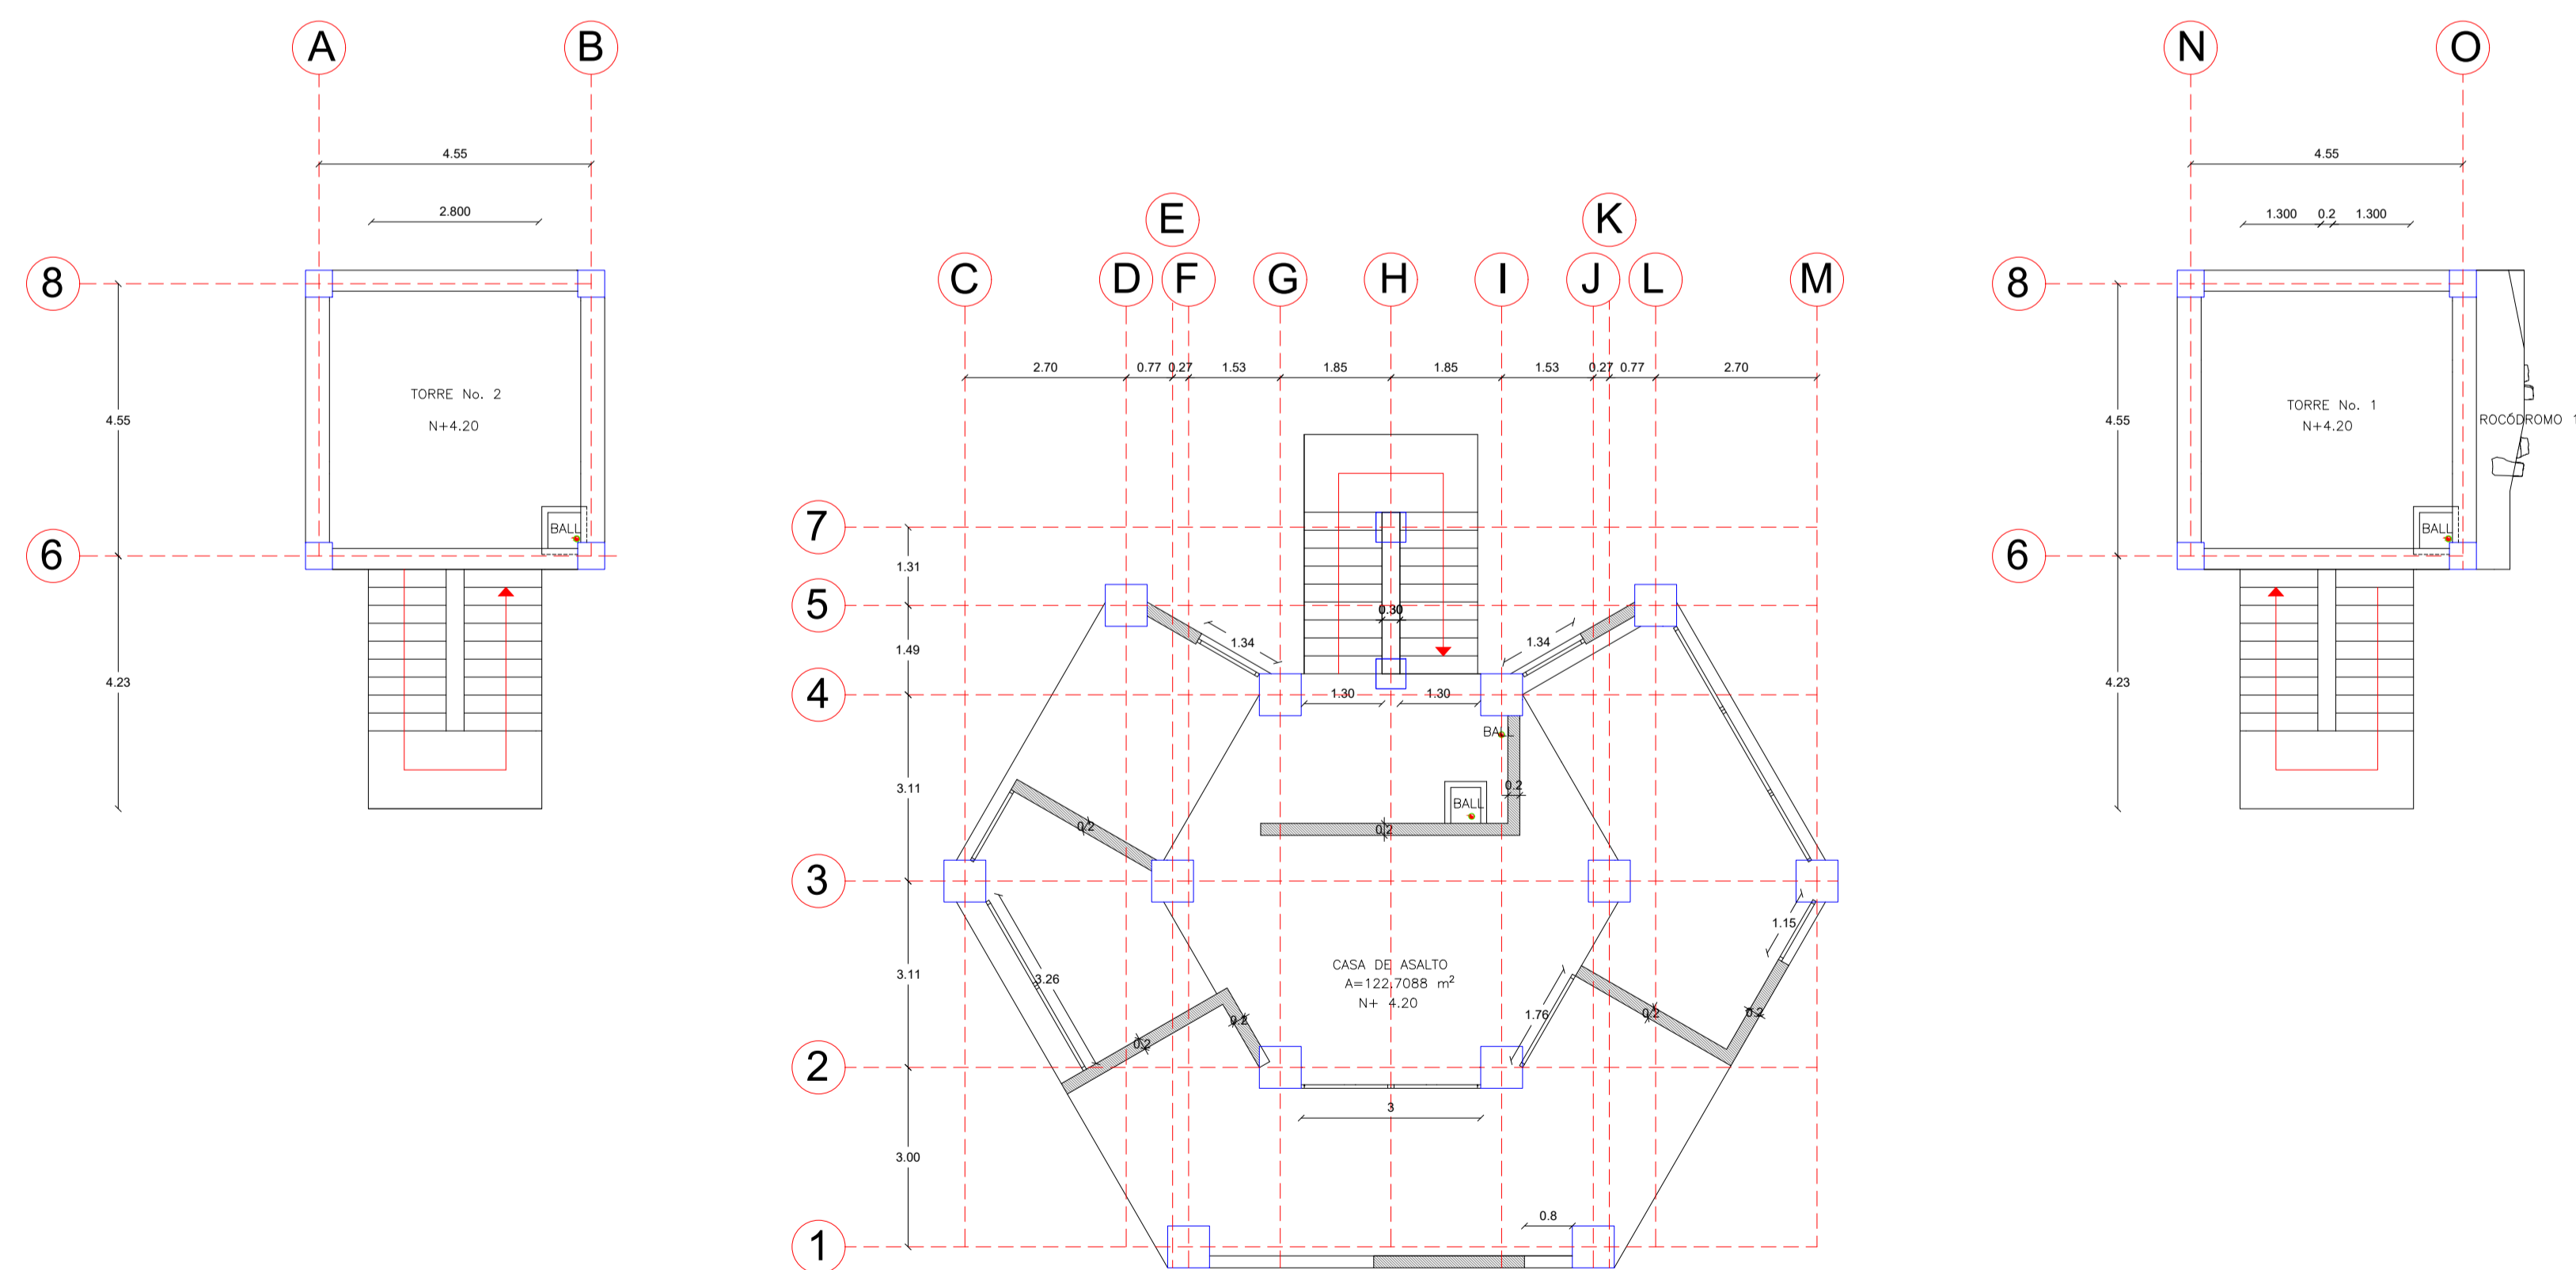 A
B
N
O
4.55
4.55
2.800
1.300
0.2
1.300
E
K
8
C
D
F
G
H
I
J
L
M
8
2.70
0.77
0.27
1.53
1.85
1.85
1.53
0.27
0.77
2.70
TORRE No. 2
N+4.20
4.55
TORRE No. 1
N+4.20
4.55
ROCÓDROMO 1
BALL
BALL
7
6
6
1.31
5
0.30
1.34
1.34
1.49
4.23
4.23
4
1.30
1.30
BALL
3.11
0.2
BALL
0.2
0.2
3
1.15
CASA DE ASALTO
A=122.7088 m²
N+ 4.20
3.26
3.11
1.76
0.2
0.2
0.2
0.2
2
3
3.00
0.8
1